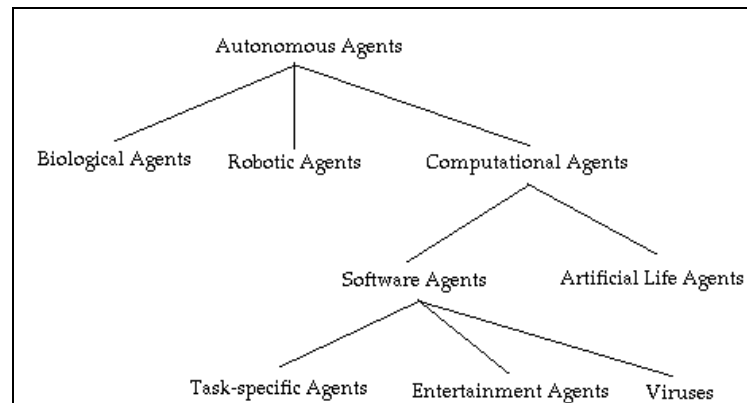 Autonomous Agents
Biological Agents
Robotic Agents
Computational Agents
Software Agents
Artificial Life Agents
Task-specific Agents
Entertainment Agents
Viruses